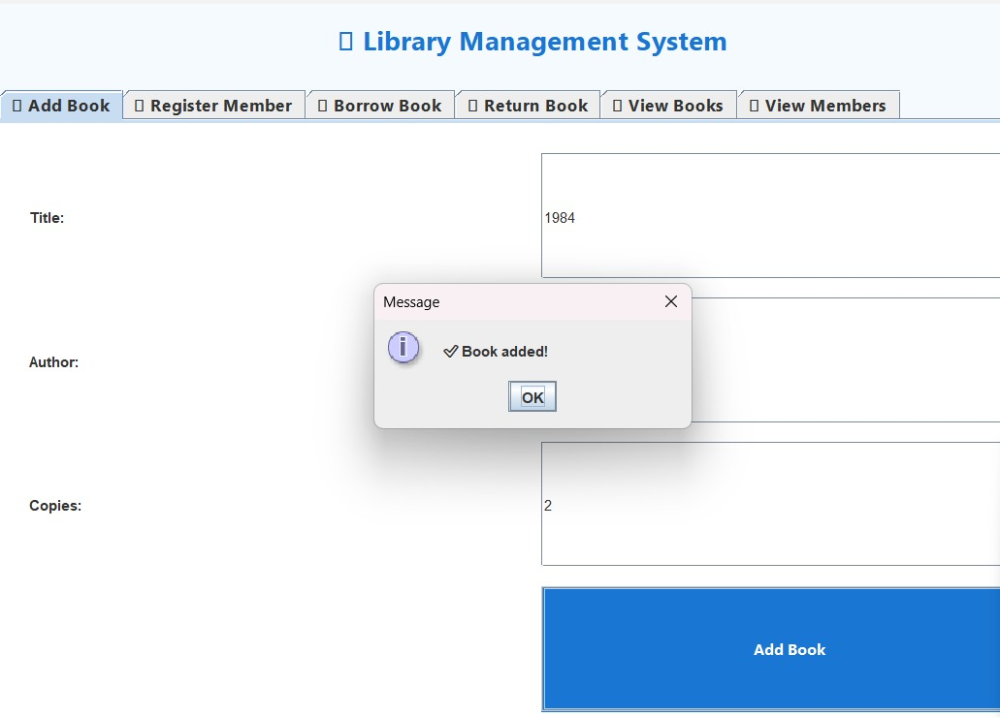 Library Management System
Add Book Register Member Borrow Book Return Book View Books View Members
Title:
1984
Message
Author:
✓ Book added!
OK
Copies:
2
Add Book